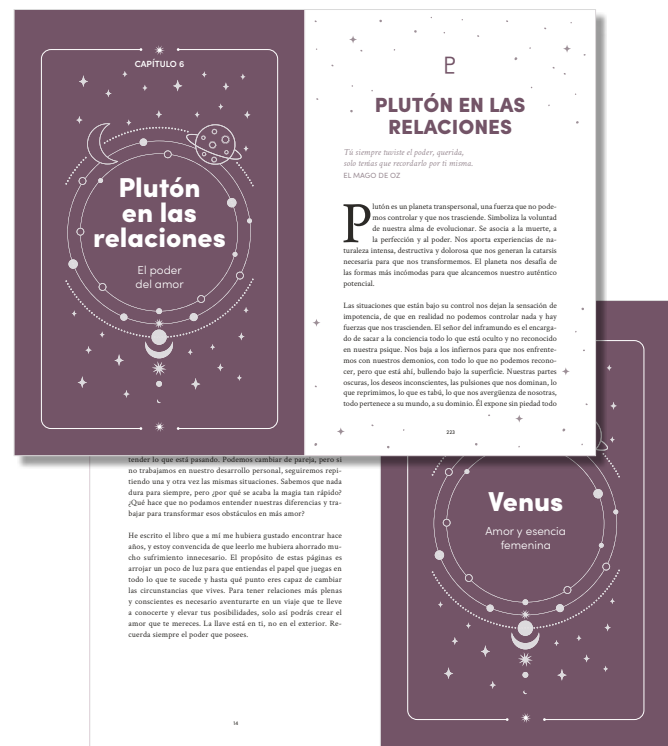 CAPÍTULO 6
Plutón
en las
relaciones
El poder
del amor
PLUTÓN EN LAS
RELACIONES
Tú siempre tuviste el poder, querida,
solo tenías que recordarlo por ti misma.
EL MAGO DE OZ
Plutón es un planeta transpersonal, una fuerza que no pode-
mos controlar y que nos trasciende. Simboliza la voluntad
de nuestra alma de evolucionar. Se asocia a la muerte, a
la perfección y al poder. Nos aporta experiencias de na-
turaleza intensa, destructiva y dolorosa que nos generan la catarsis
necesaria para que nos transformemos. El planeta nos desafía de
las formas más incómodas para que alcancemos nuestro auténtico
potencial.
Las situaciones que están bajo su control nos dejan la sensación de
impotencia, de que en realidad no podemos controlar nada y hay
fuerzas que nos trascienden. El señor del inframundo es el encarga-
do de sacar a la conciencia todo lo que está oculto y no reconocido
en nuestra psique. Nos baja a los infiernos para que nos enfrente-
mos con nuestros demonios, con todo lo que no podemos recono-
cer, pero que está ahí, bullendo bajo la superficie. Nuestras partes
oscuras, los deseos inconscientes, las pulsiones que nos dominan, lo
que reprimimos, lo que es tabú, lo que nos avergüenza de nosotras,
todo pertenece a su mundo, a su dominio. Él expone sin piedad todo
223
tender lo que está pasando. Podemos cambiar de pareja, pero si
no trabajamos en nuestro desarrollo personal, seguiremos repi-
tiendo una y otra vez las mismas situaciones. Sabemos que nada
dura para siempre, pero ¿por qué se acaba la magia tan rápido?
¿Qué hace que no podamos entender nuestras diferencias y tra-
bajar para transformar esos obstáculos en más amor?
He escrito el libro que a mí me hubiera gustado encontrar hace
años, y estoy convencida de que leerlo me hubiera ahorrado mu-
cho sufrimiento innecesario. El propósito de estas páginas es
arrojar un poco de luz para que entiendas el papel que juegas en
todo lo que te sucede y hasta qué punto eres capaz de cambiar
las circunstancias que vives. Para tener relaciones más plenas
y conscientes es necesario aventurarte en un viaje que te lleve
a conocerte y elevar tus posibilidades, solo así podrás crear el
amor que te mereces. La llave está en ti, no en el exterior. Re-
cuerda siempre el poder que posees.
14
Venus
Amor y esencia
femenina